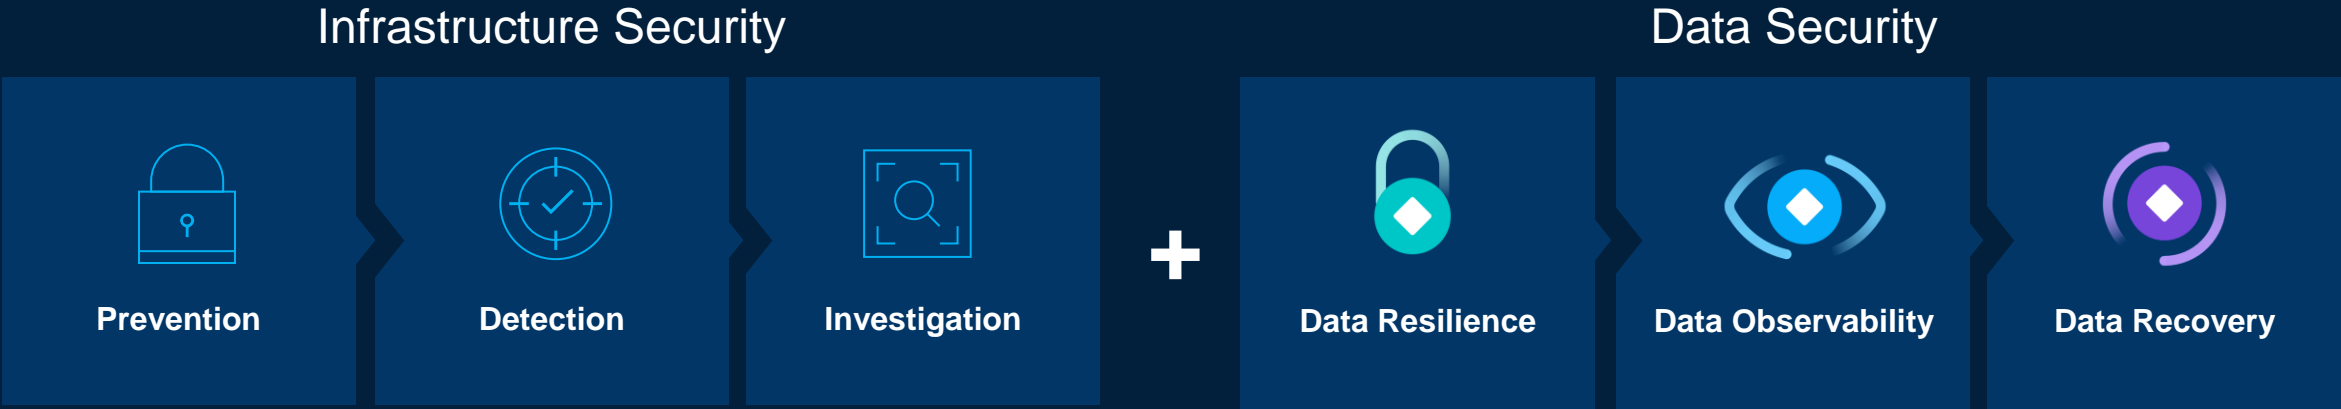 Infrastructure Security
Data Security
Prevention
Detection
Investigation
+
Data Resilience
Data Observability
Data Recovery